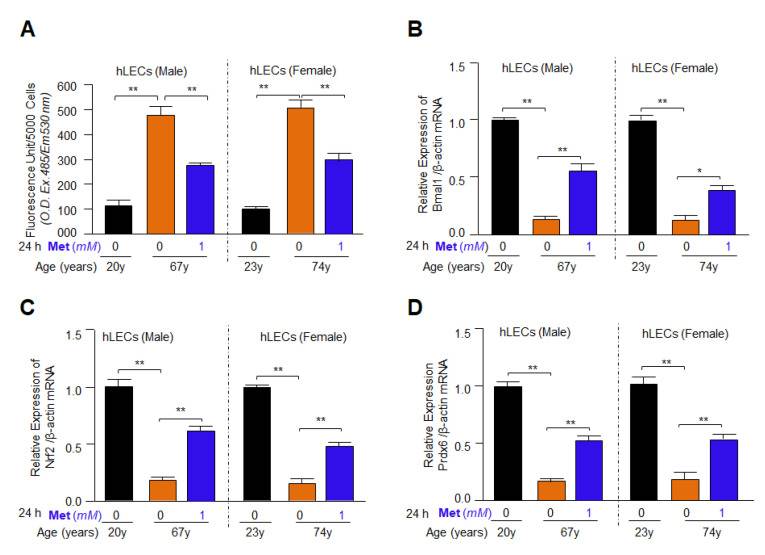 A
hLECs (Male)
hLECs (Female)
Fluorescence Unit/5000 Cells
(O.D. Ex.485/Em530nm)
600
500
400
300
200
100
000
**
**
**
**
24 h Met (mM) 0 0 1 0 0 1
Age (years) 20y 67y 23y 74y
B
hLECs (Male)
hLECs (Female)
Relative Expression of
Bmal1 /β-actin mRNA
1.5
1.0
0.5
0.0
**
**
**
*
24 h Met (mM) 0 0 1 0 0 1
Age (years) 20y 67y 23y 74y
C
hLECs (Male)
hLECs (Female)
Relative Expression of
Nrf2 /β-actin mRNA
1.5
1.0
0.5
0.0
**
**
**
**
24 h Met (mM) 0 0 1 0 0 1
Age (years) 20y 67y 23y 74y
D
hLECs (Male)
hLECs (Female)
Relative Expression
Prdx6 /β-actin mRNA
1.5
1.0
0.5
0.0
**
**
**
**
24 h Met (mM) 0 0 1 0 0 1
Age (years) 20y 67y 23y 74y